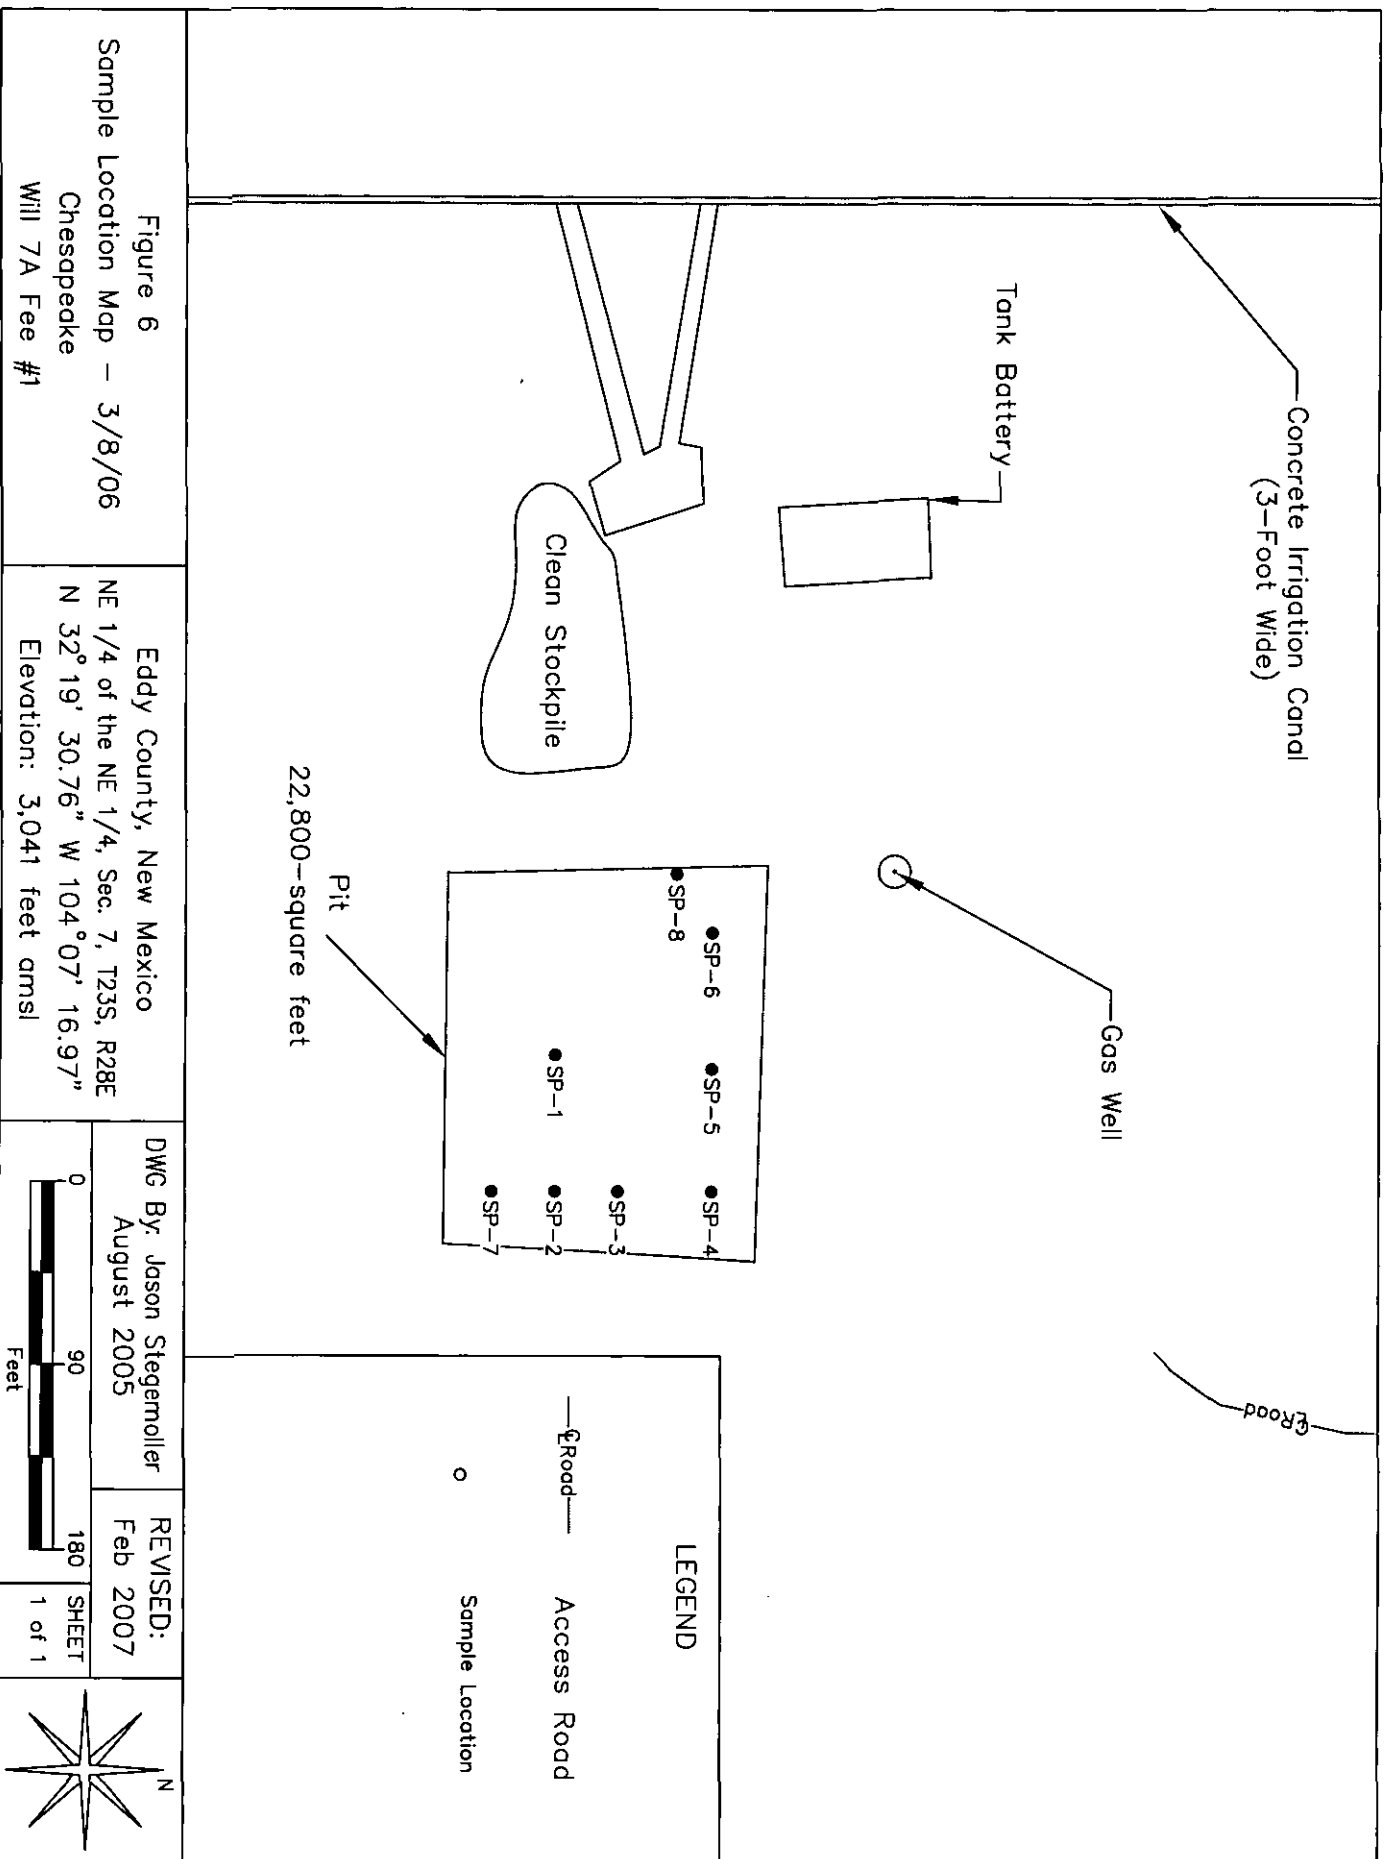 Concrete Irrigation Canal
(3-Foot Wide)
Tank Battery
Gas Well
℄Road
Clean Stockpile
SP-8
SP-6
SP-5
SP-4
SP-3
SP-1
SP-2
SP-7
Pit
22,800-square feet
LEGEND
℄Road
Access Road
Sample Location
Figure 6
Sample Location Map - 3/8/06
Chesapeake
Will 7A Fee #1
Eddy County, New Mexico
NE 1/4 of the NE 1/4, Sec. 7, T23S, R28E
N 32° 19' 30.76" W 104° 07' 16.97"
Elevation: 3,041 feet amsl
DWG By: Jason Stegemoller
August 2005
REVISED:
Feb 2007
0 90 180
Feet
SHEET
1 of 1
N